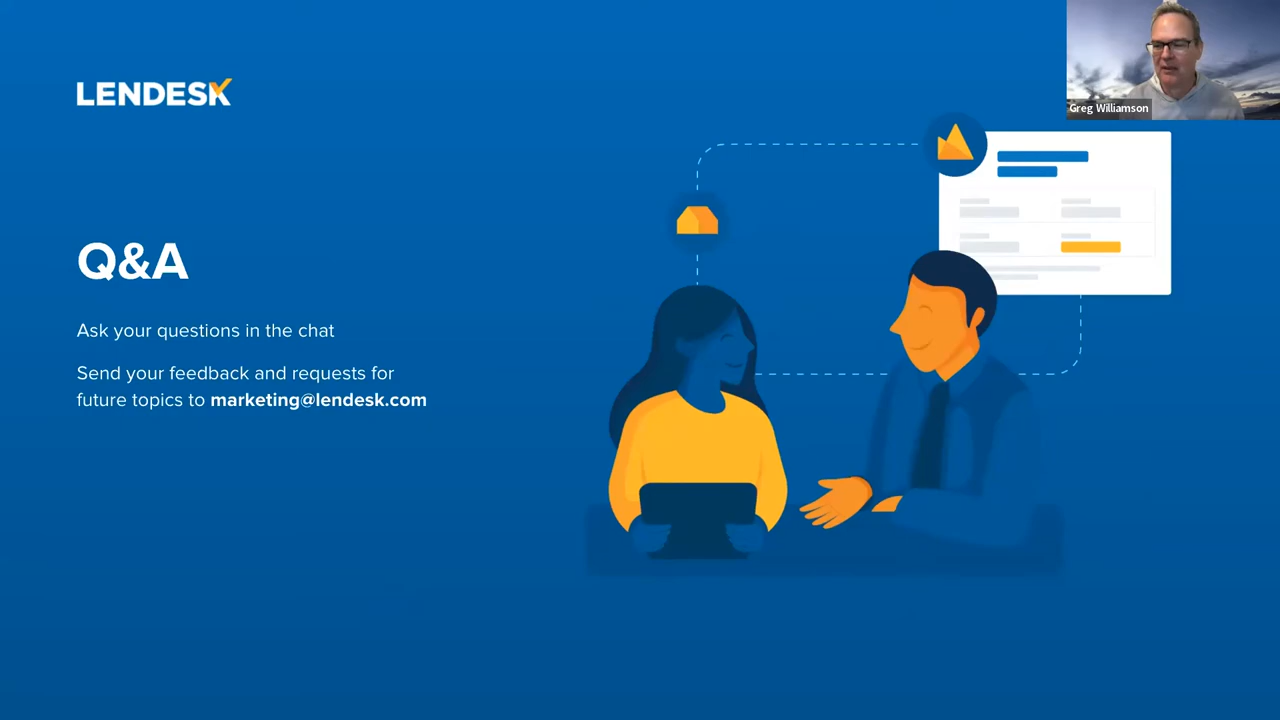 LENDESK
Greg Williamson
Q&A
Ask your questions in the chat
Send your feedback and requests for
future topics to marketing@lendesk.com